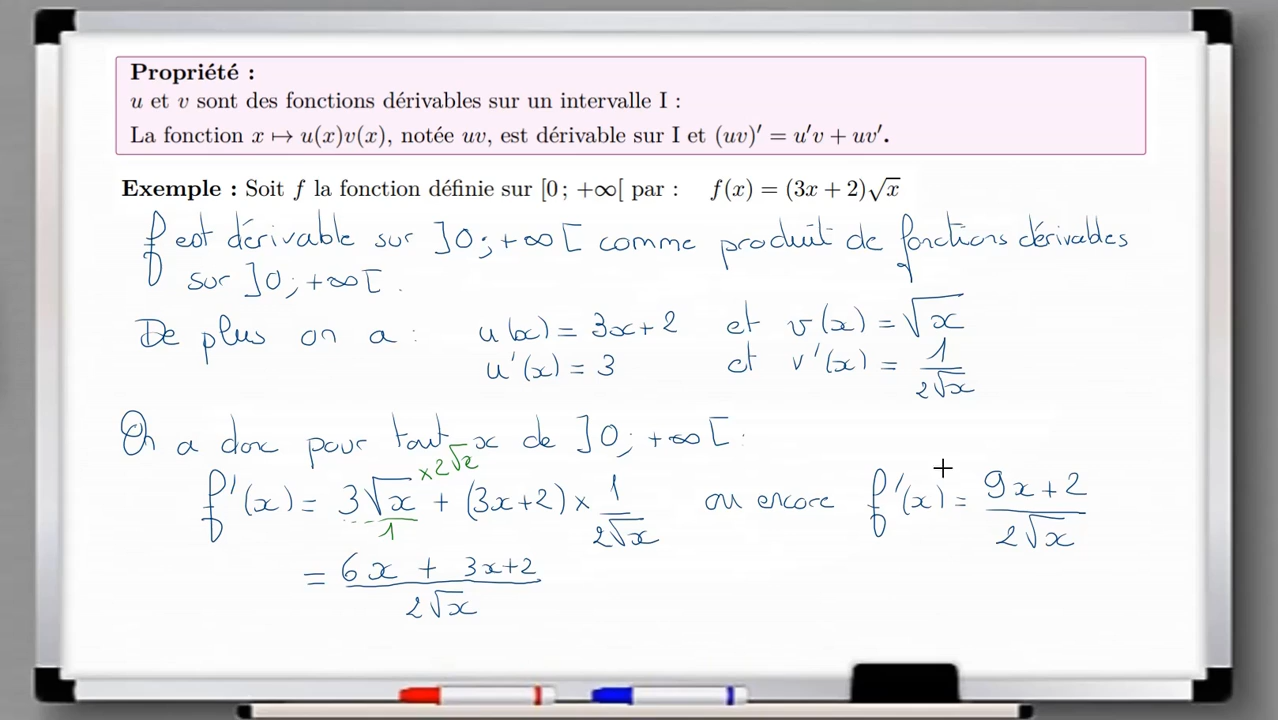 Propriété :
u et v sont des fonctions dérivables sur un intervalle I :
La fonction x ↦ u(x)v(x), notée uv, est dérivable sur I et (uv)′ = u′v + uv′.
Exemple : Soit f la fonction définie sur [0 ; +∞[ par : f(x) = (3x + 2)√x
f est dérivable sur ]0 ; +∞[ comme produit de fonctions dérivables
sur ]0 ; +∞[ .
De plus on a : u(x) = 3x+2 et v(x) = √x
u'(x) = 3 et v'(x) = 1/(2√x)
On a donc pour tout x de ]0 ; +∞[ :
×2√x
f'(x) = 3√x/1 + (3x+2) × 1/(2√x) ou encore f'(x) = (9x+2)/(2√x)
= (6x + 3x+2)/(2√x)